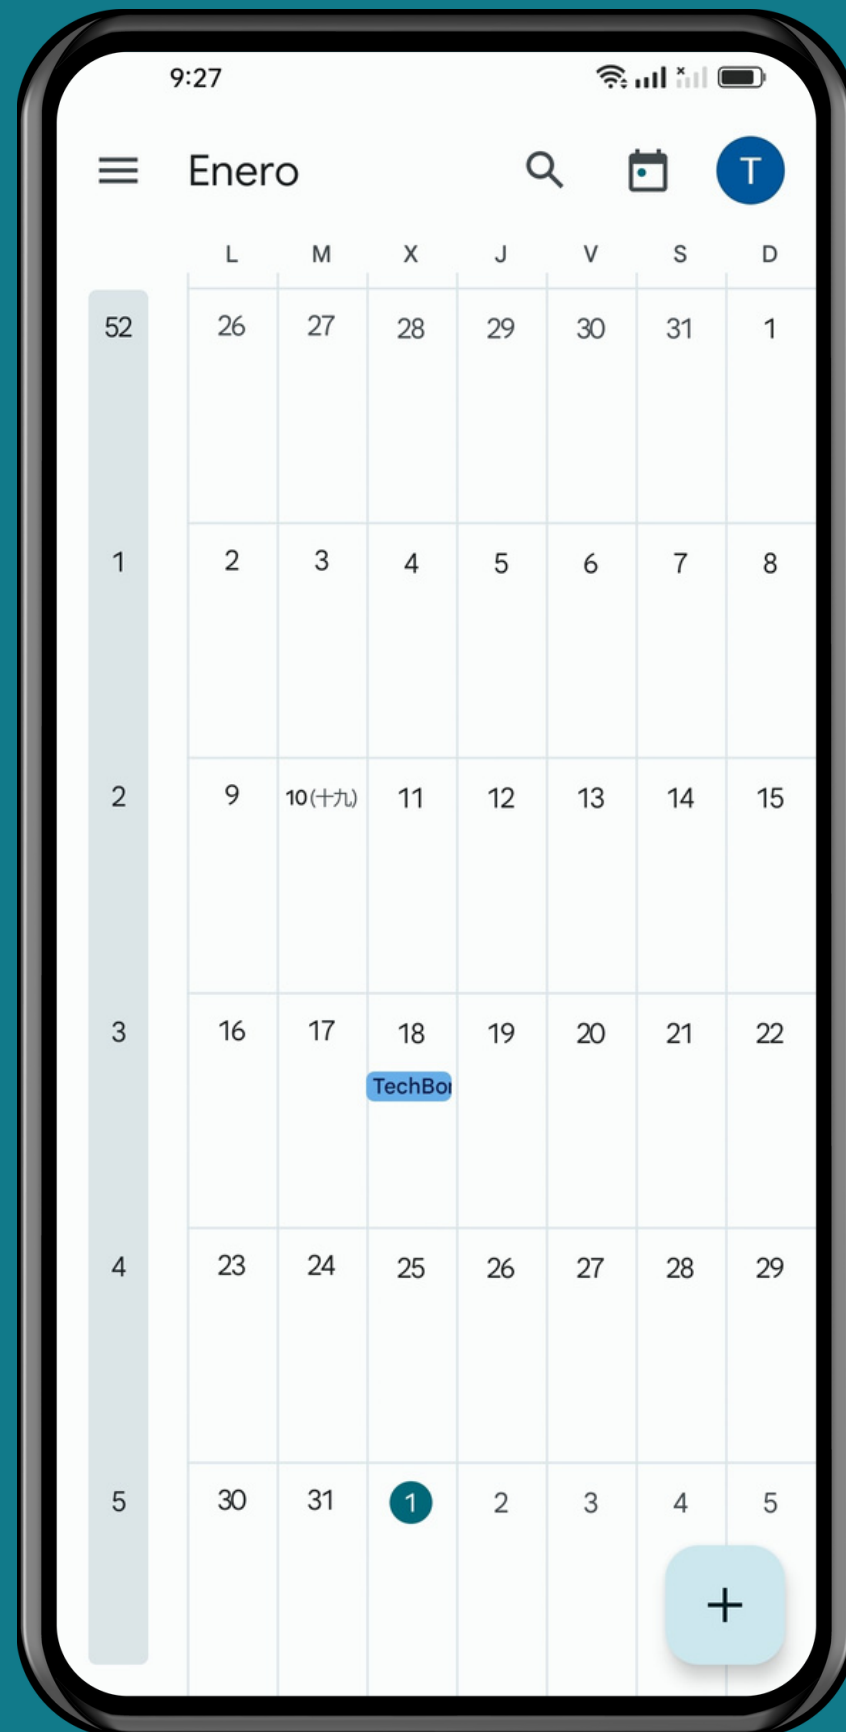 9:27
Enero
T
L M X J V S D
52 26 27 28 29 30 31 1
1 2 3 4 5 6 7 8
2 9 10(十九) 11 12 13 14 15
3 16 17 18 19 20 21 22
TechBo
4 23 24 25 26 27 28 29
5 30 31 1 2 3 4 5